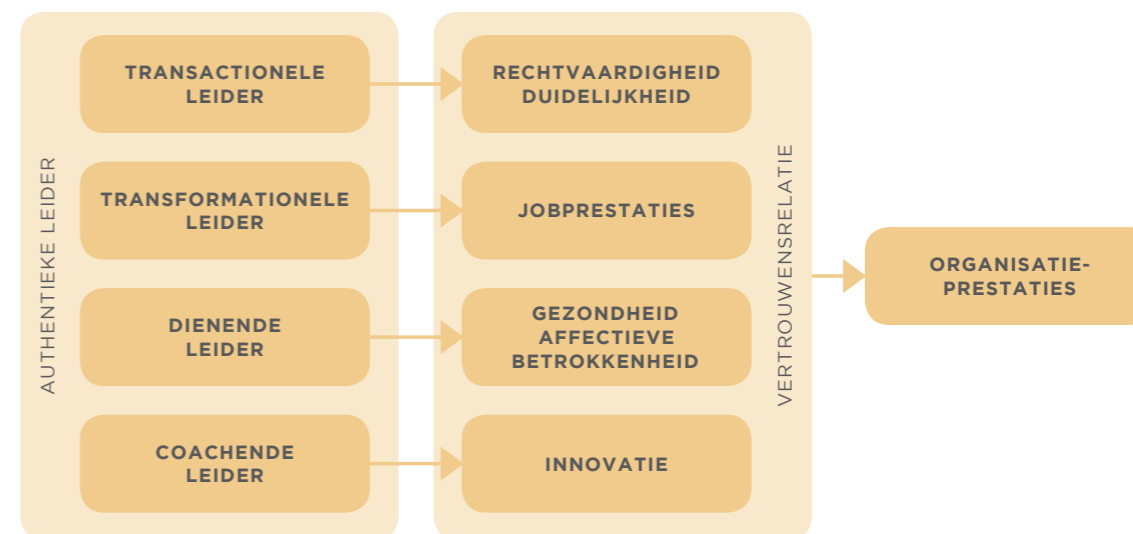 AUTHENTIEKE LEIDER
TRANSACTIONELE
LEIDER
TRANSFORMATIONELE
LEIDER
DIENENDE
LEIDER
COACHENDE
LEIDER
RECHTVAARDIGHEID
DUIDELIJKHEID
JOBPRESTATIES
GEZONDHEID
AFFECTIEVE
BETROKKENHEID
INNOVATIE
VERTROUWENSRELATIE
ORGANISATIE-
PRESTATIES